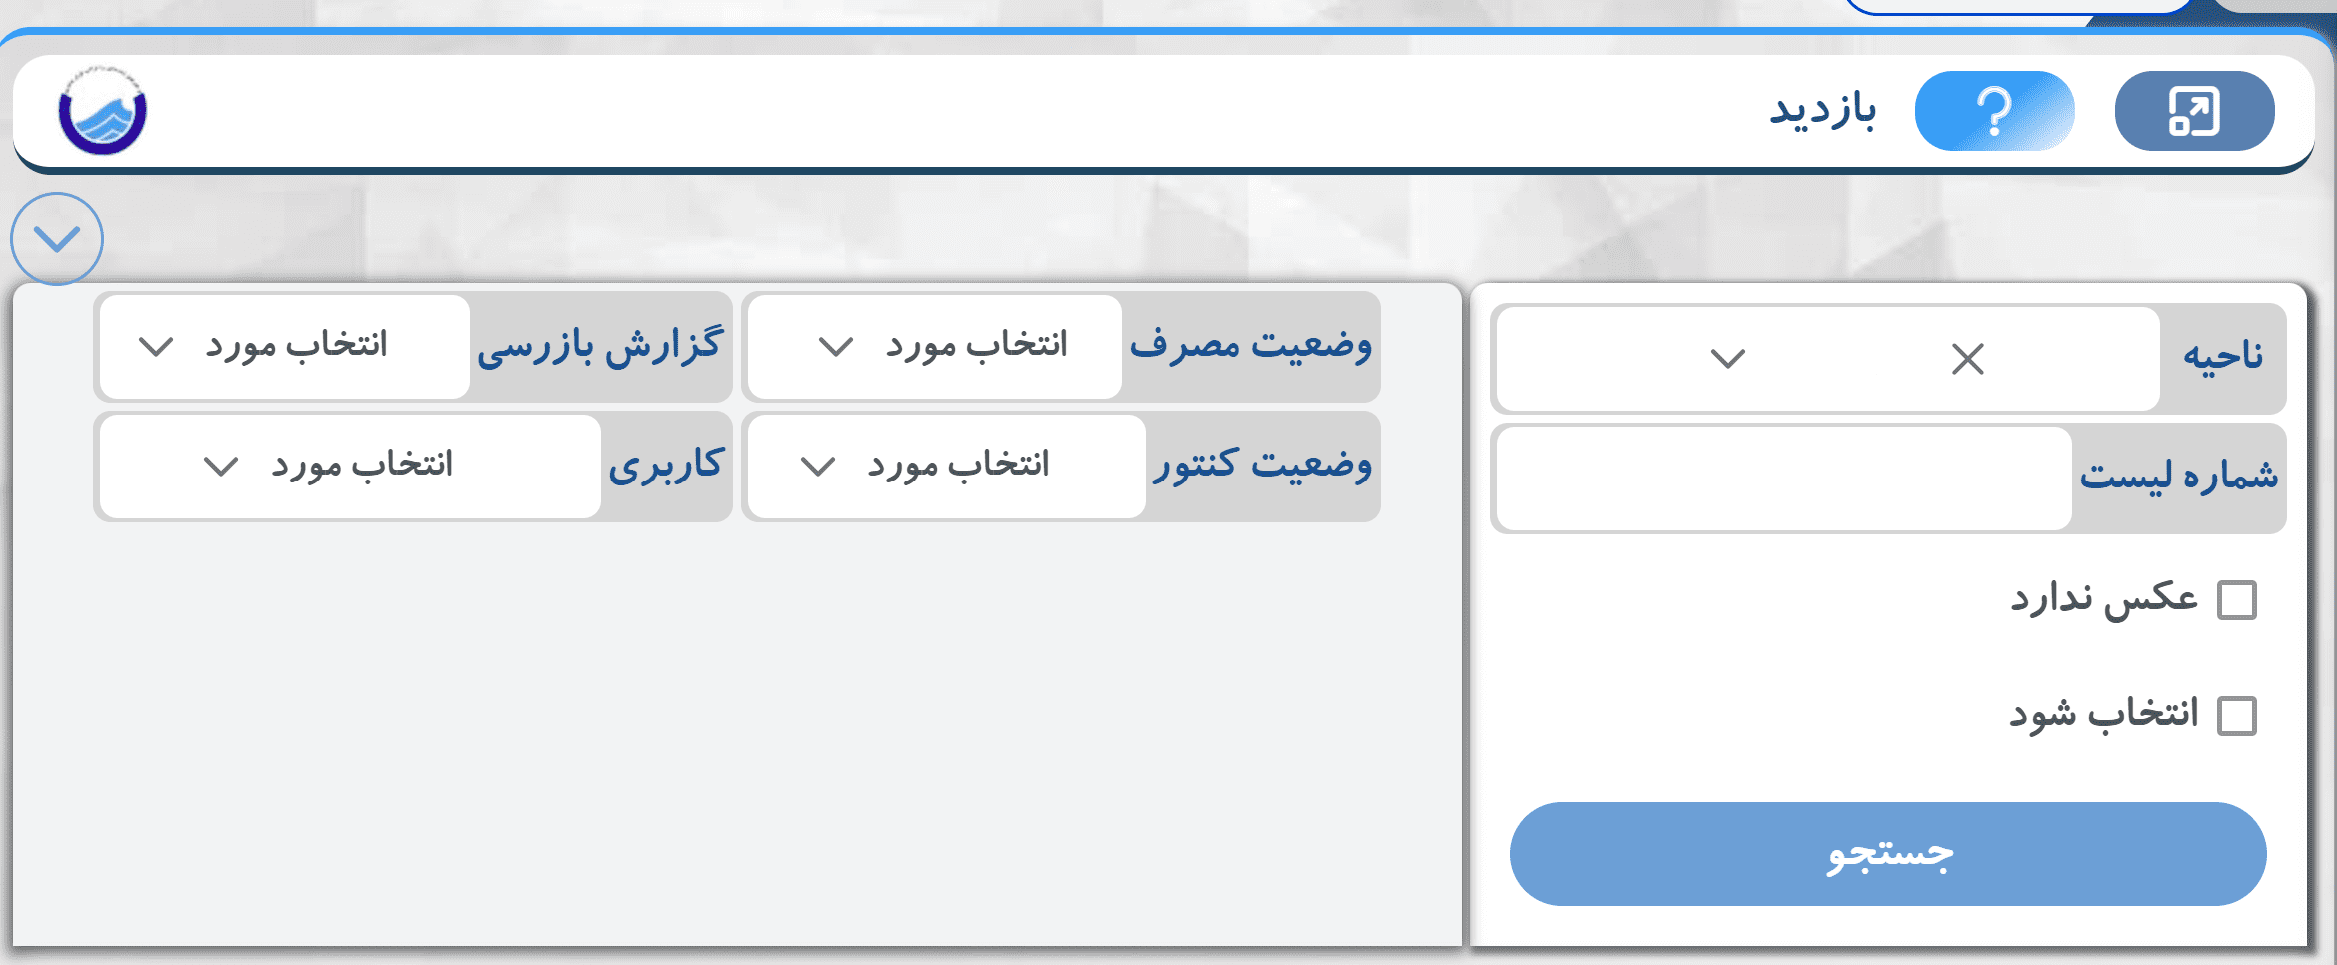 بازدید
ناحیه
شماره لیست
عکس ندارد
انتخاب شود
جستجو
وضعیت مصرف انتخاب مورد گزارش بازرسی انتخاب مورد
وضعیت کنتور انتخاب مورد کاربری انتخاب مورد